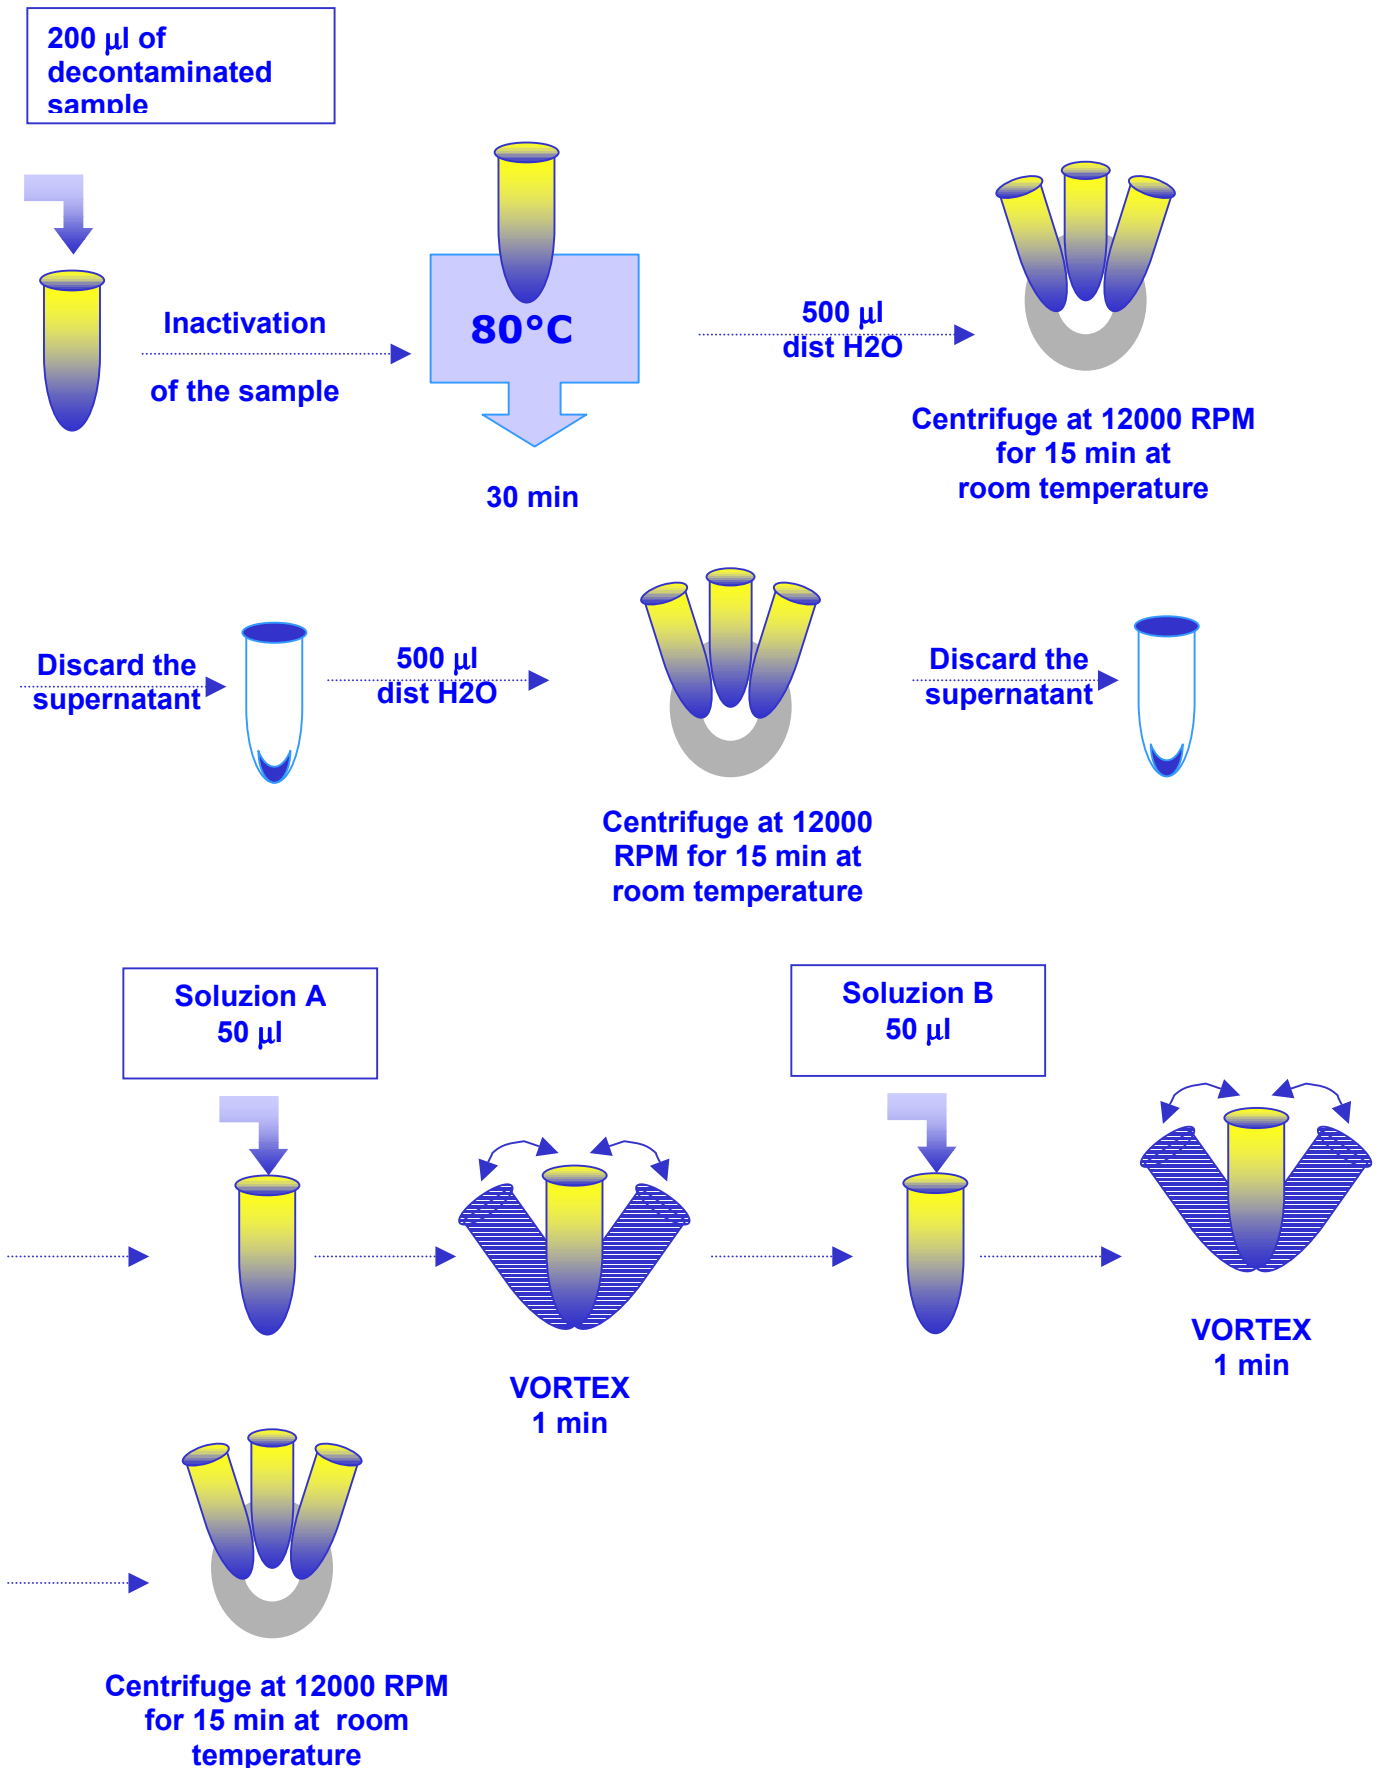 200 μl of
decontaminated
sample
Inactivation
of the sample
80°C
30 min
500 μl
dist H2O
Centrifuge at 12000 RPM
for 15 min at
room temperature
Discard the
supernatant
500 μl
dist H2O
Centrifuge at 12000
RPM for 15 min at
room temperature
Discard the
supernatant
Soluzion A
50 μl
VORTEX
1 min
Soluzion B
50 μl
VORTEX
1 min
Centrifuge at 12000 RPM
for 15 min at room
temperature